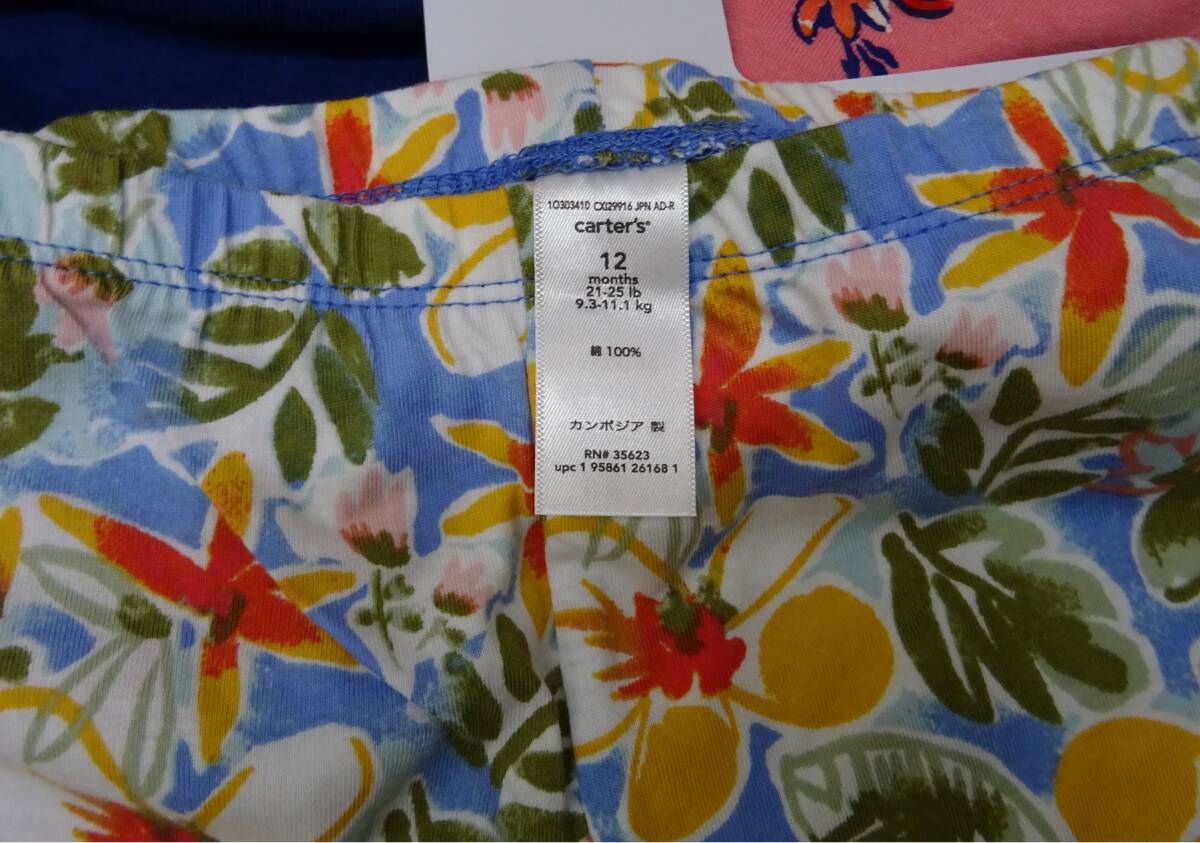 10303410 CX129916 JPN AD-R
carter's
12
months
21-25 lb
9.3-11.1 kg
綿 100%
カンボジア 製
RN# 35623
upc 1 95861 26168 1